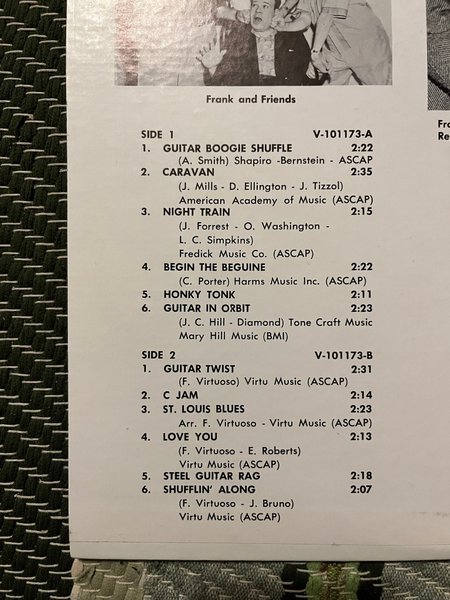 Frank and Friends
Fra
Re
SIDE 1 V-101173-A
1. GUITAR BOOGIE SHUFFLE 2:22
(A. Smith) Shapiro -Bernstein - ASCAP
2. CARAVAN 2:35
(J. Mills - D. Ellington - J. Tizzol)
American Academy of Music (ASCAP)
3. NIGHT TRAIN 2:15
(J. Forrest - O. Washington -
L. C. Simpkins)
Fredick Music Co. (ASCAP)
4. BEGIN THE BEGUINE 2:22
(C. Porter) Harms Music Inc. (ASCAP)
5. HONKY TONK 2:11
6. GUITAR IN ORBIT 2:23
(J. C. Hill - Diamond) Tone Craft Music
Mary Hill Music (BMI)
SIDE 2 V-101173-B
1. GUITAR TWIST 2:31
(F. Virtuoso) Virtu Music (ASCAP)
2. C JAM 2:14
3. ST. LOUIS BLUES 2:23
Arr. F. Virtuoso - Virtu Music (ASCAP)
4. LOVE YOU 2:13
(F. Virtuoso - E. Roberts)
Virtu Music (ASCAP)
5. STEEL GUITAR RAG 2:18
6. SHUFFLIN' ALONG 2:07
(F. Virtuoso - J. Bruno)
Virtu Music (ASCAP)